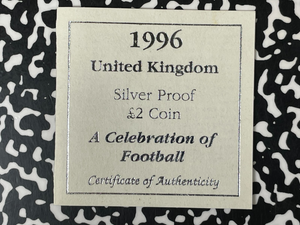 1996
United Kingdom
Silver Proof
£2 Coin
A Celebration of
Football
Certificate of Authenticity